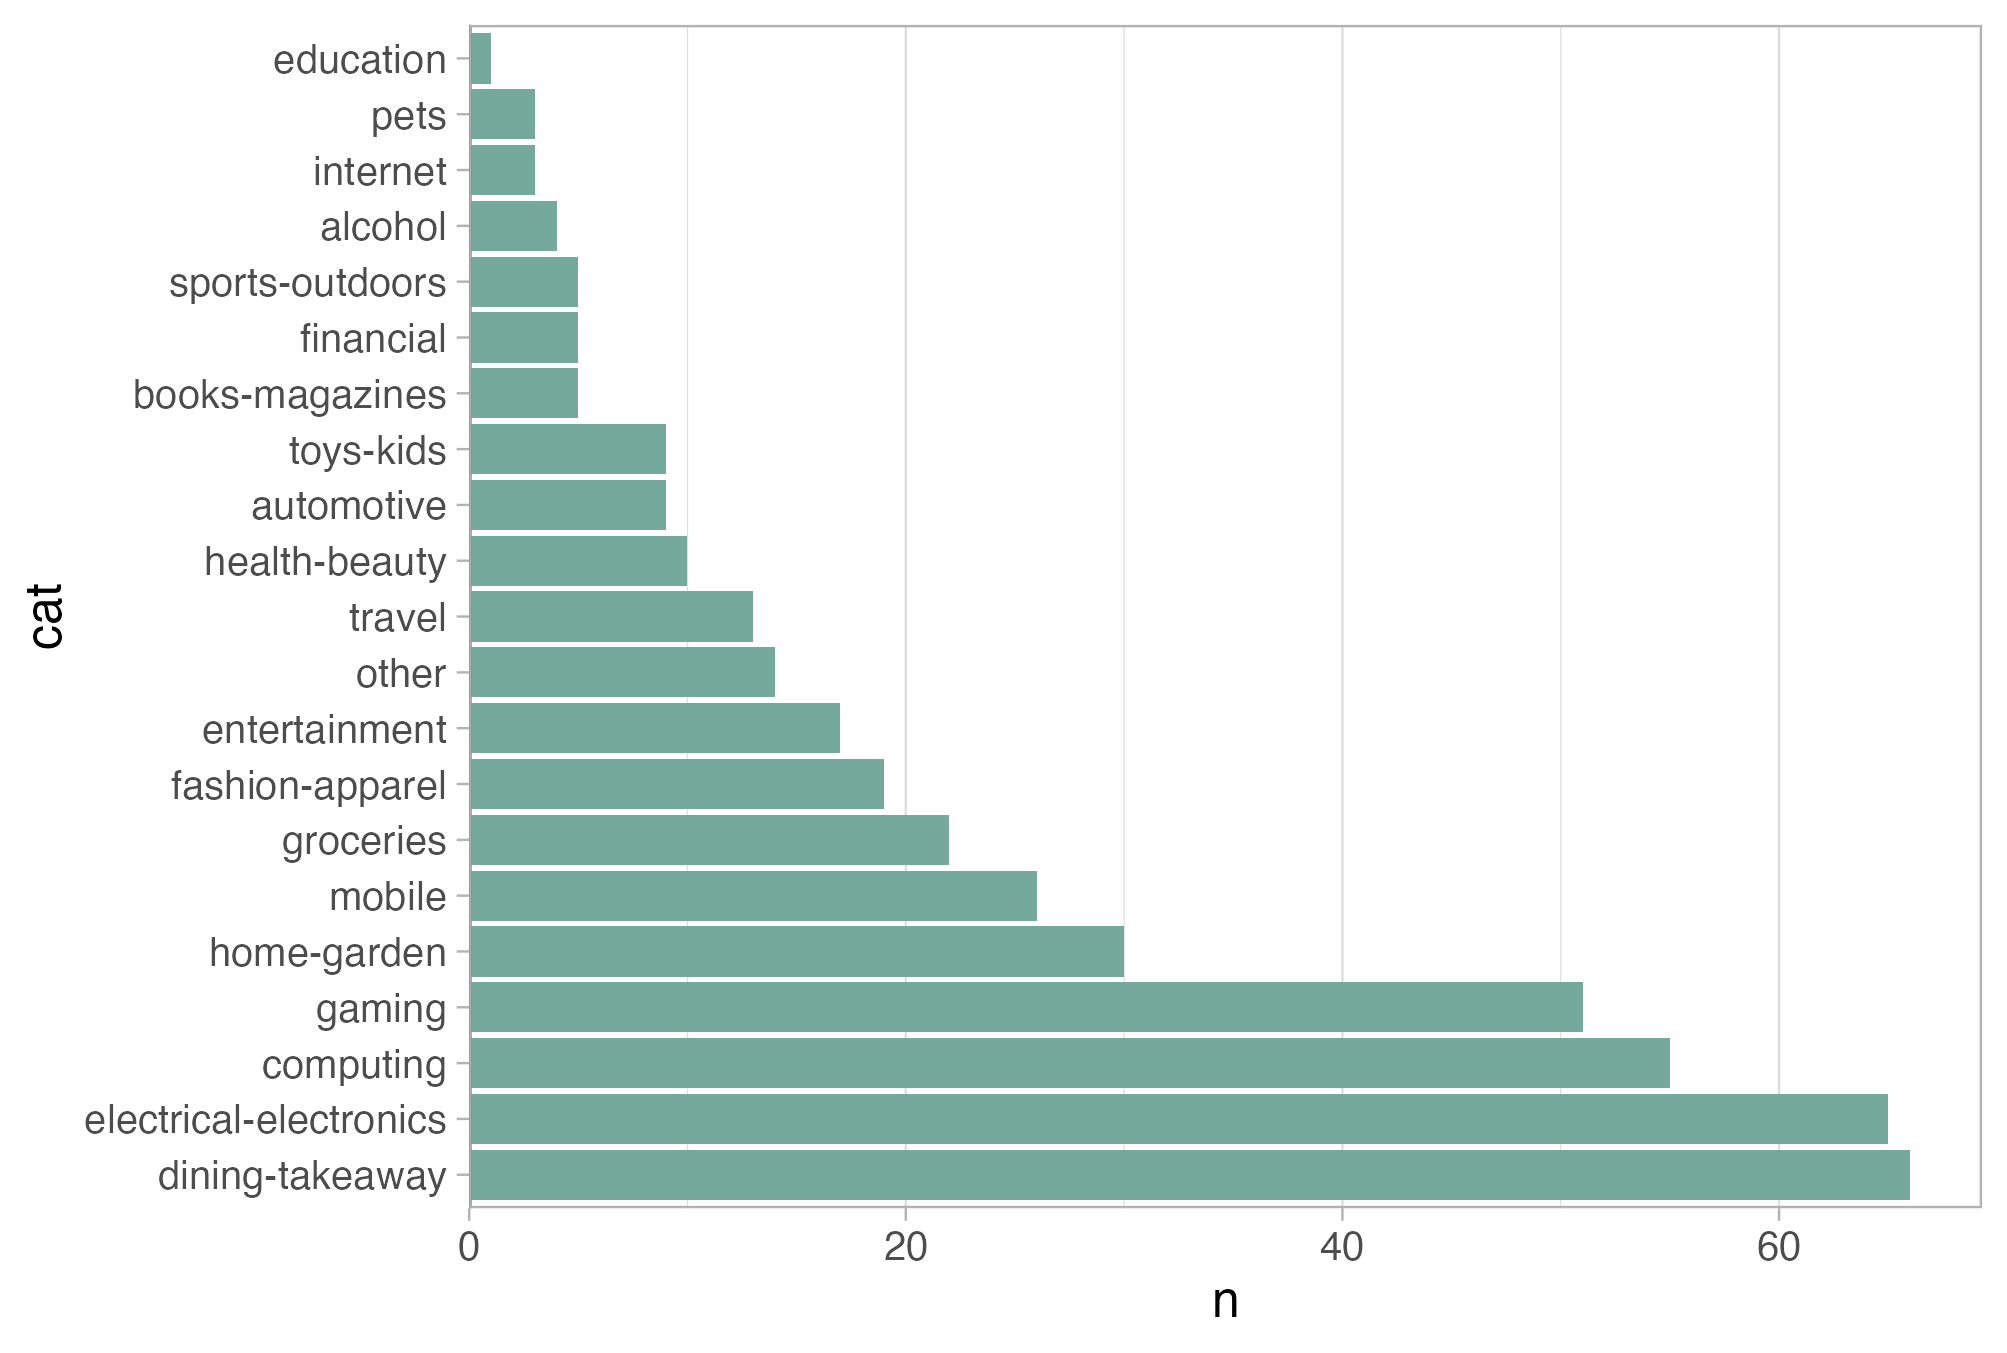 education
pets
internet
alcohol
sports-outdoors
financial
books-magazines
toys-kids
automotive
health-beauty
travel
other
entertainment
fashion-apparel
groceries
mobile
home-garden
gaming
computing
electrical-electronics
dining-takeaway
cat
0 20 40 60
n